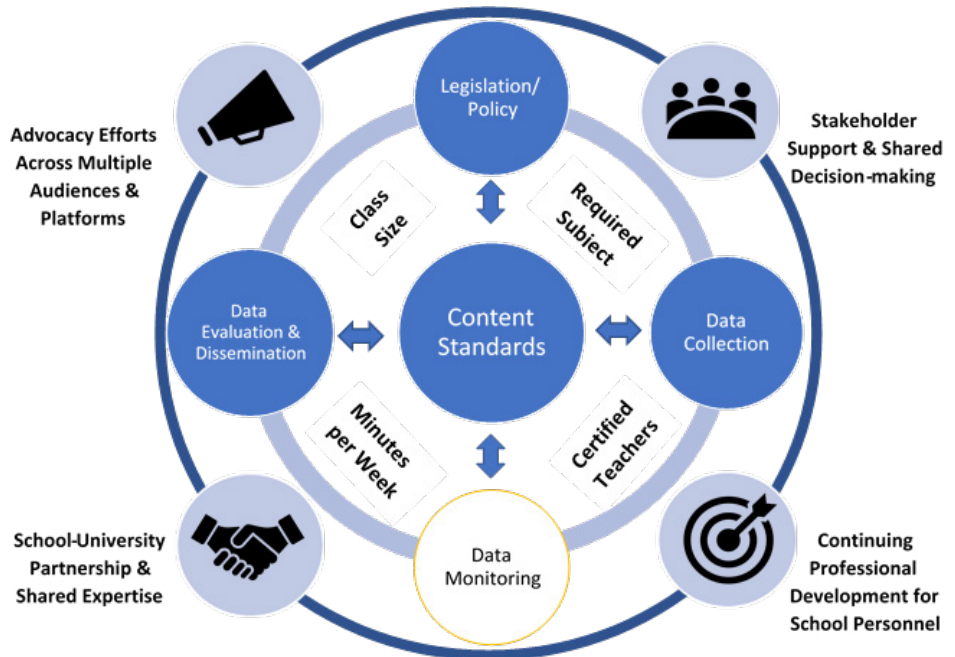 Legislation/
Policy
Advocacy Efforts
Across Multiple
Audiences &
Platforms
Stakeholder
Support & Shared
Decision-making
Class
Size
Required
Subject
Data
Evaluation &
Dissemination
Content
Standards
Data
Collection
Minutes
per Week
Certified
Teachers
School-University
Partnership &
Shared Expertise
Data
Monitoring
Continuing
Professional
Development for
School Personnel